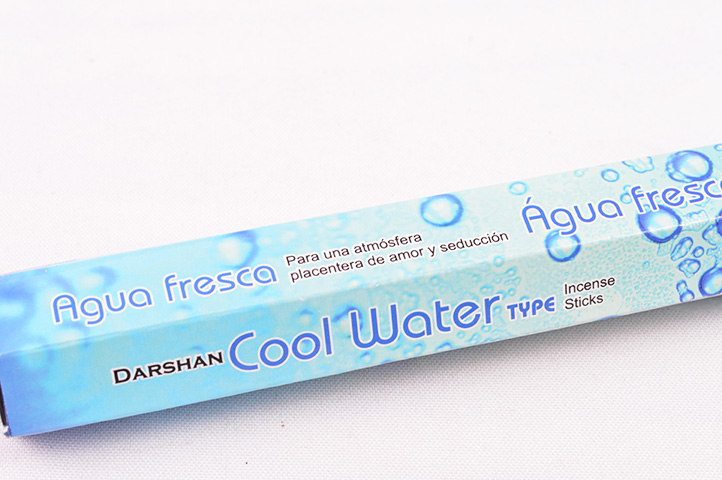 Agua fresca
Para una atmósfera
placentera de amor y seducción
Água fresca
DARSHAN Cool Water TYPE
Incense
Sticks